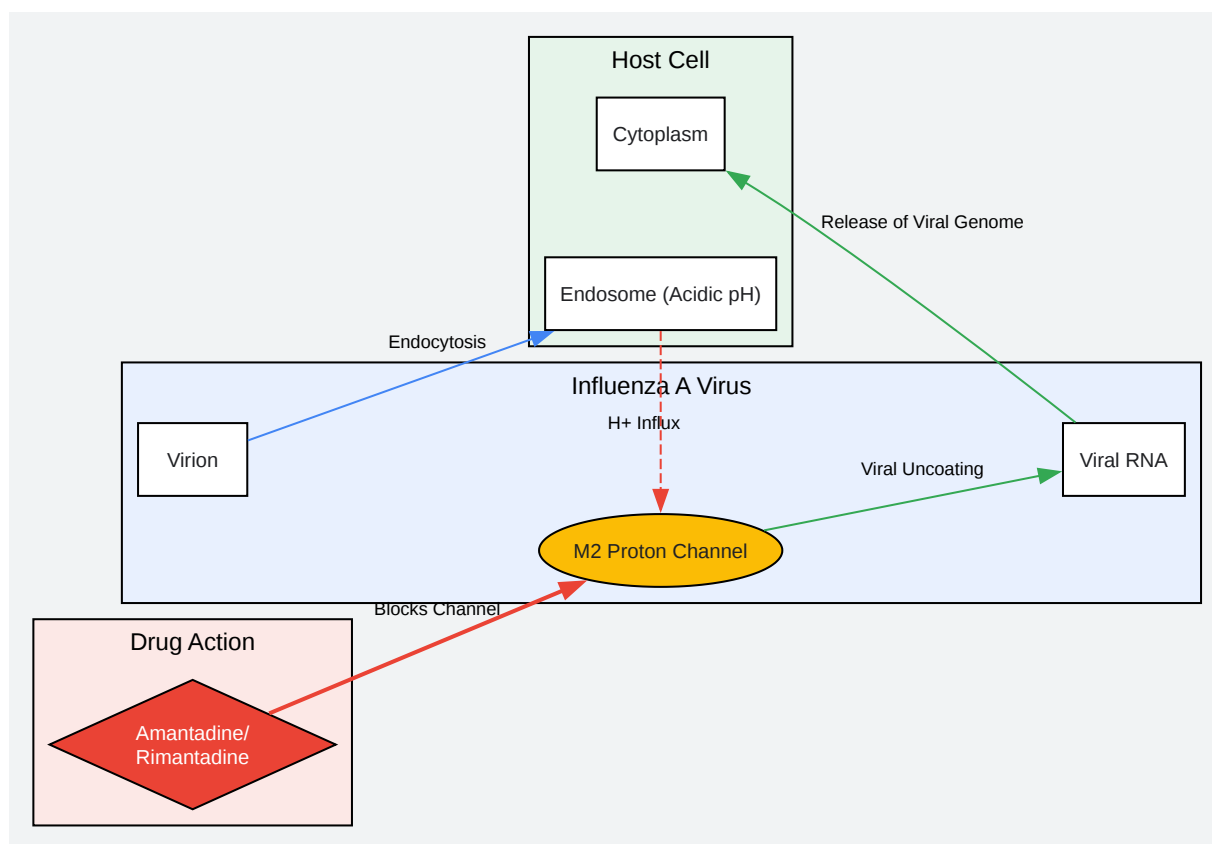 Host Cell
Cytoplasm
Release of Viral Genome
Endosome (Acidic pH)
Endocytosis
Influenza A Virus
H+ Influx
Virion
Viral Uncoating
Viral RNA
M2 Proton Channel
Blocks Channel
Drug Action
Amantadine/
Rimantadine